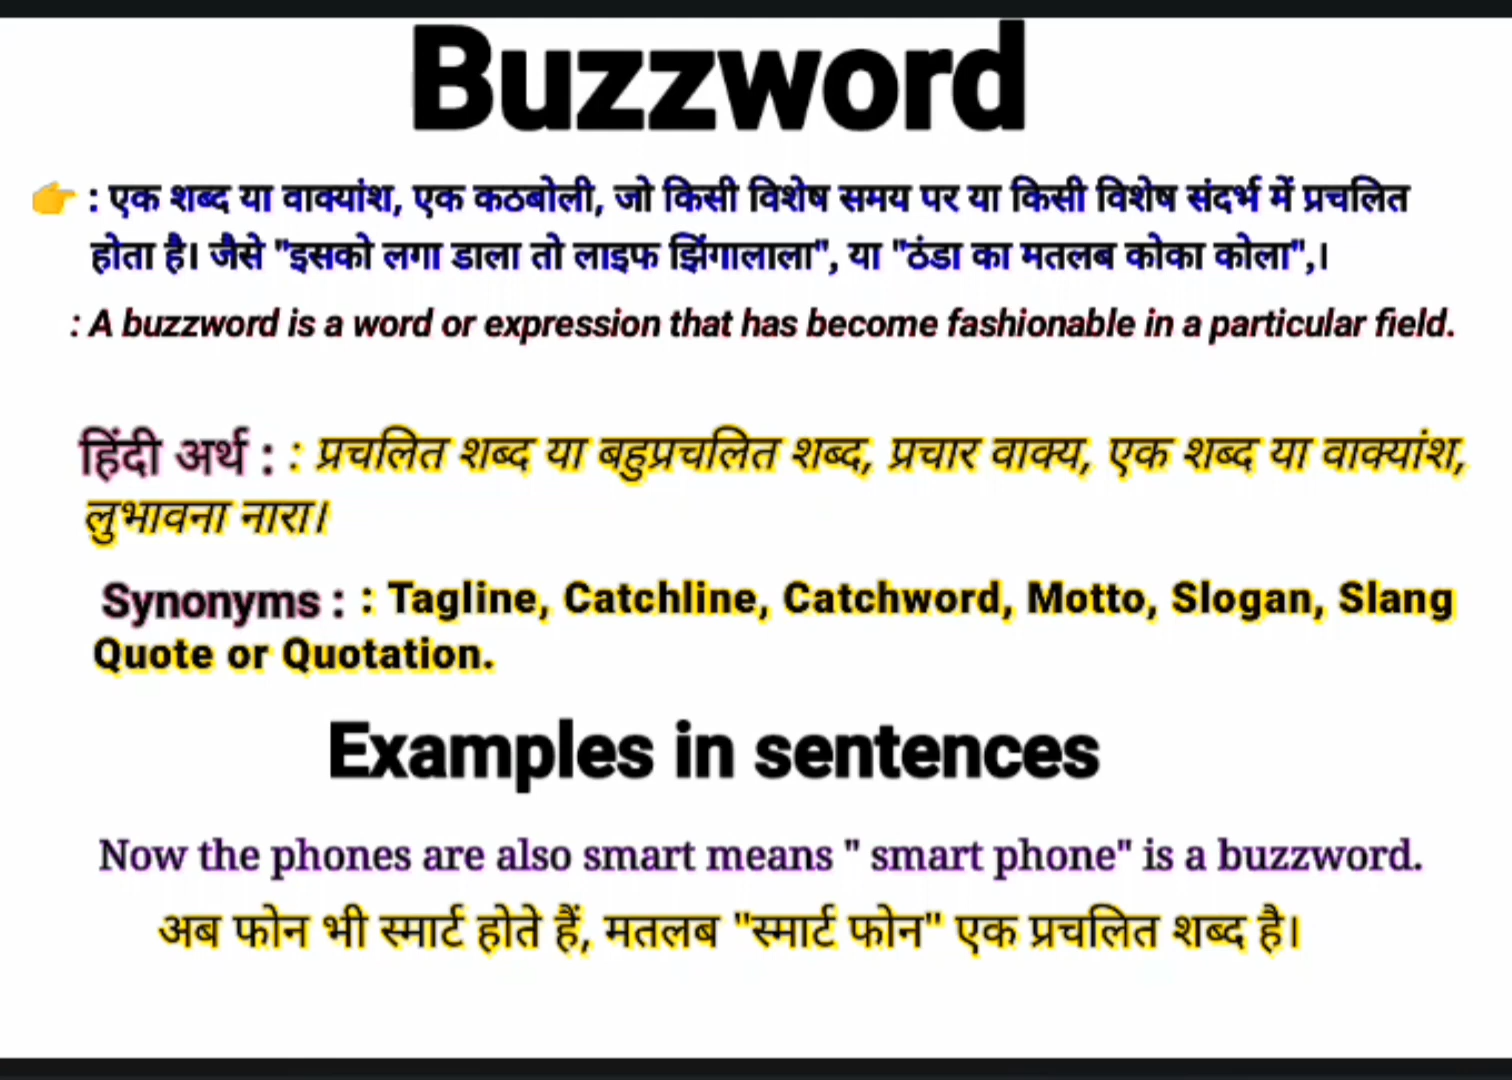 Buzzword
👉 : एक शब्द या वाक्यांश, एक कठबोली, जो किसी विशेष समय पर या किसी विशेष संदर्भ में प्रचलित
होता है। जैसे "इसको लगा डाला तो लाइफ झिंगालाला", या "ठंडा का मतलब कोका कोला",।
: A buzzword is a word or expression that has become fashionable in a particular field.
हिंदी अर्थ : : प्रचलित शब्द या बहुप्रचलित शब्द, प्रचार वाक्य, एक शब्द या वाक्यांश,
लुभावना नारा।
Synonyms : : Tagline, Catchline, Catchword, Motto, Slogan, Slang
Quote or Quotation.
Examples in sentences
Now the phones are also smart means " smart phone" is a buzzword.
अब फोन भी स्मार्ट होते हैं, मतलब "स्मार्ट फोन" एक प्रचलित शब्द है।